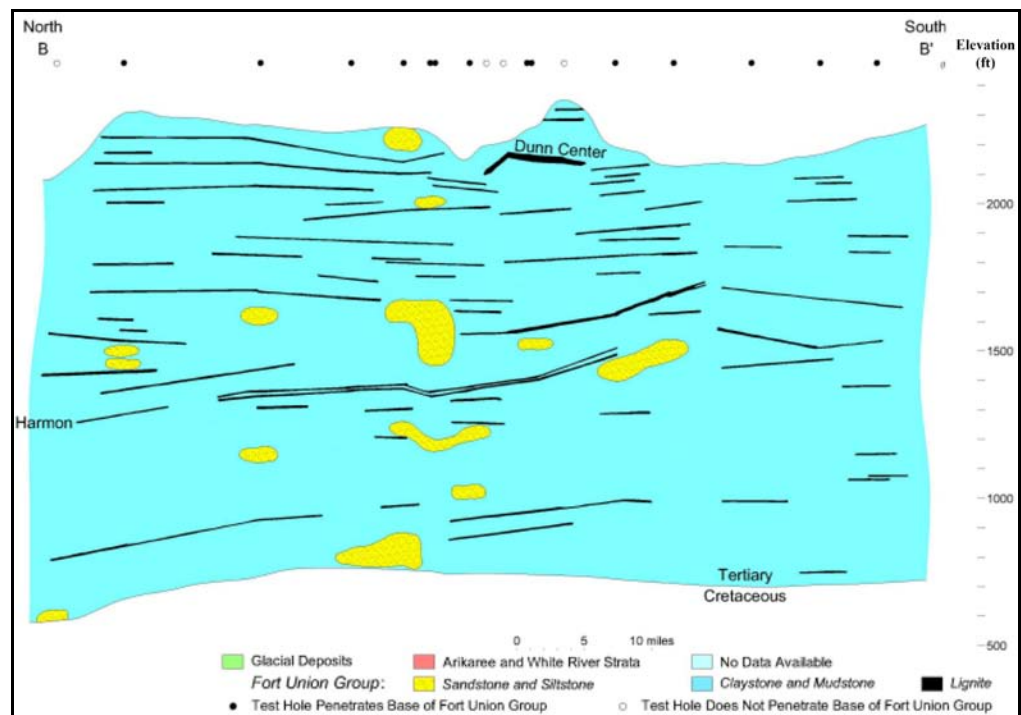 North
South
B
B'
Elevation
(ft)
Dunn Center
2000
1500
Harmon
1000
Tertiary
Cretaceous
500
0 5 10 miles
Glacial Deposits
Arikaree and White River Strata
No Data Available
Fort Union Group:
Sandstone and Siltstone
Claystone and Mudstone
Lignite
Test Hole Penetrates Base of Fort Union Group
Test Hole Does Not Penetrate Base of Fort Union Group